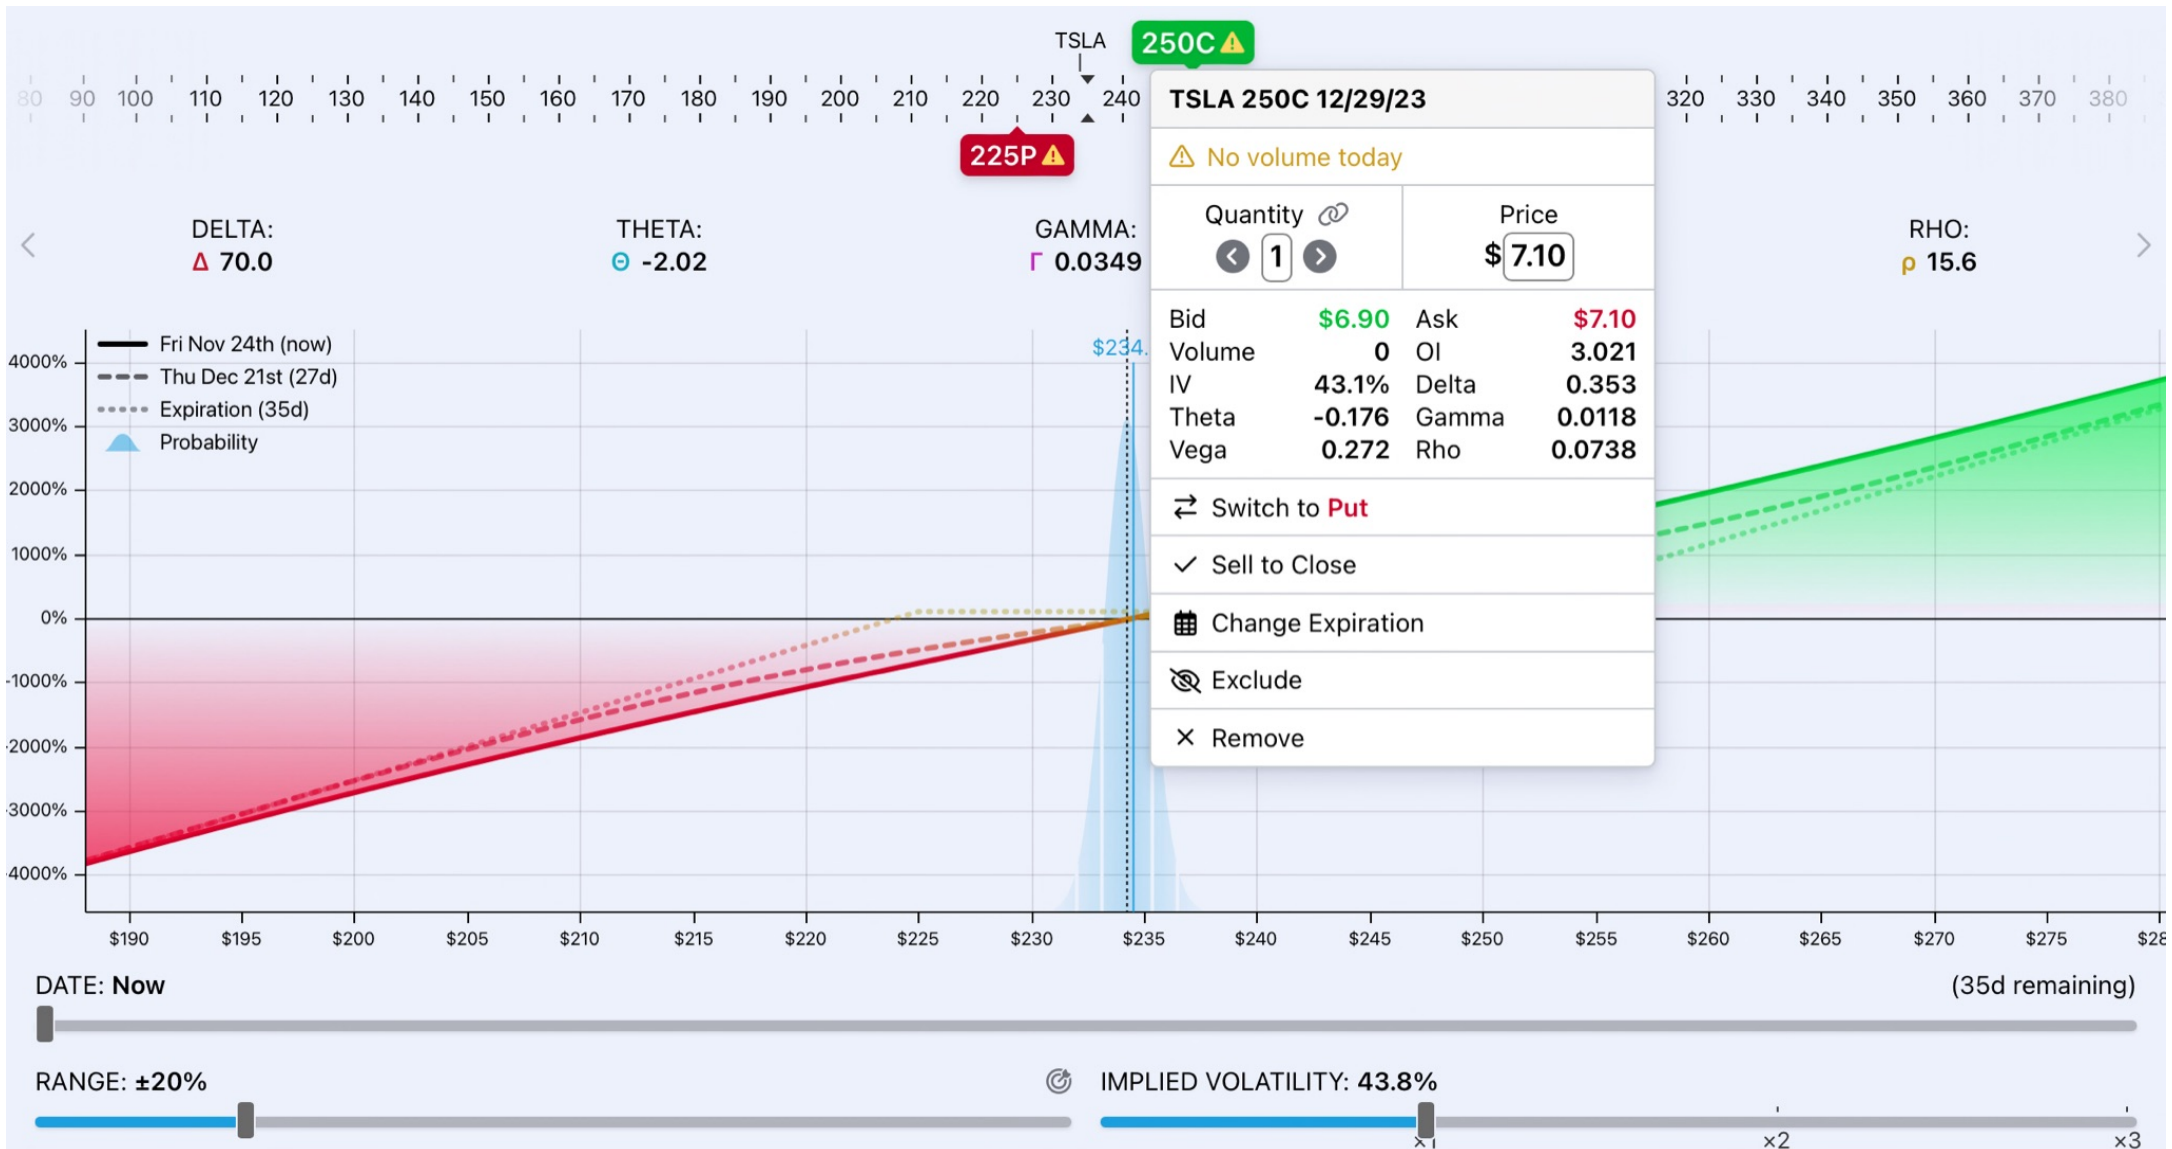 TSLA
250C
80 90 100 110 120 130 140 150 160 170 180 190 200 210 220 230 240
320 330 340 350 360 370 380
225P
TSLA 250C 12/29/23
No volume today
Quantity
1
Price
$ 7.10
Bid $6.90 Ask $7.10
Volume 0 OI 3.021
IV 43.1% Delta 0.353
Theta -0.176 Gamma 0.0118
Vega 0.272 Rho 0.0738
Switch to Put
Sell to Close
Change Expiration
Exclude
Remove
DELTA:
Δ 70.0
THETA:
Θ -2.02
GAMMA:
Γ 0.0349
RHO:
ρ 15.6
Fri Nov 24th (now)
Thu Dec 21st (27d)
Expiration (35d)
Probability
$234.
4000%
3000%
2000%
1000%
0%
-1000%
-2000%
-3000%
-4000%
$190 $195 $200 $205 $210 $215 $220 $225 $230 $235 $240 $245 $250 $255 $260 $265 $270 $275 $28
DATE: Now
(35d remaining)
RANGE: ±20%
IMPLIED VOLATILITY: 43.8%
×1 ×2 ×3